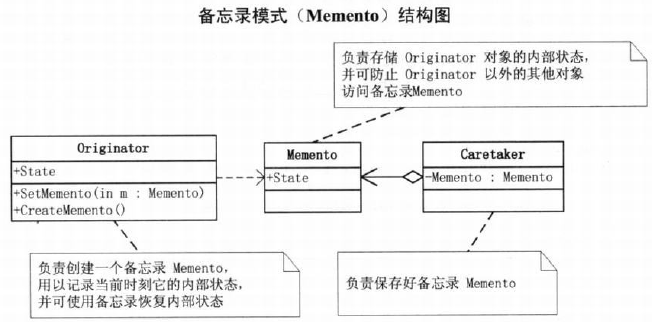 备忘录模式（Memento）结构图
负责存储 Originator 对象的内部状态，
并可防止 Originator 以外的其他对象
访问备忘录Memento
Originator
+State
+SetMemento(in m : Memento)
+CreateMemento()
Memento
+State
Caretaker
-Memento : Memento
负责创建一个备忘录 Memento，
用以记录当前时刻它的内部状态，
并可使用备忘录恢复内部状态
负责保存好备忘录 Memento